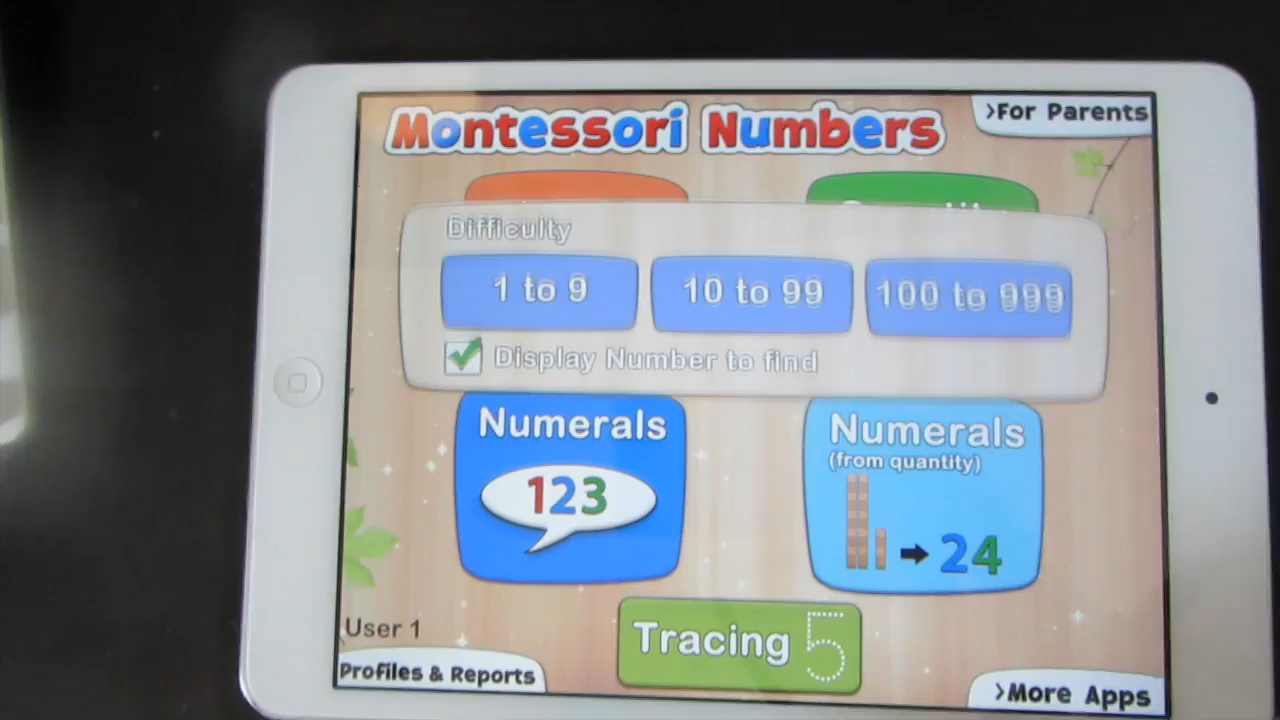 Montessori Numbers
>For Parents
Difficulty
1 to 9
10 to 99
100 to 999
Display Number to find
Numerals
123
Numerals
(from quantity)
24
Tracing 5
User 1
Profiles & Reports
>More Apps